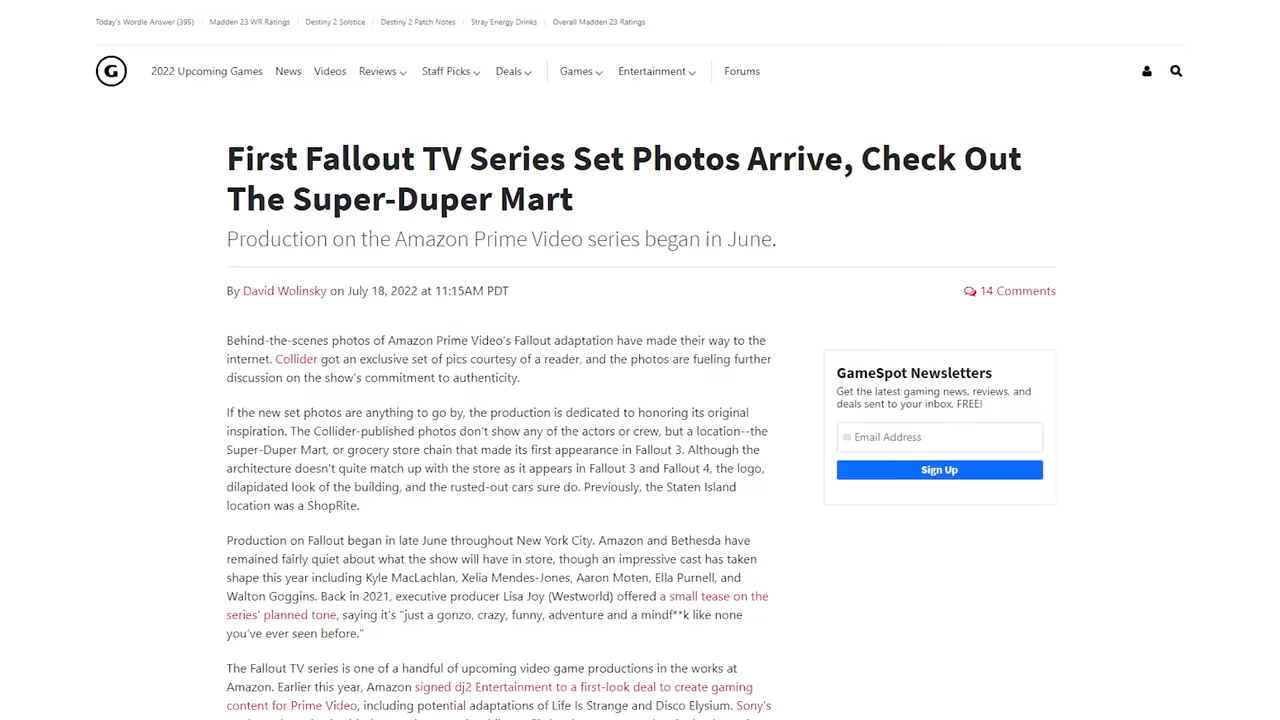 Today's Wordle Answer (395) Madden 23 WR Ratings Destiny 2 Solstice Destiny 2 Patch Notes Stray Energy Drinks Overall Madden 23 Ratings
G 2022 Upcoming Games News Videos Reviews Staff Picks Deals Games Entertainment Forums
First Fallout TV Series Set Photos Arrive, Check Out
The Super-Duper Mart
Production on the Amazon Prime Video series began in June.
By David Wolinsky on July 18, 2022 at 11:15AM PDT
14 Comments
Behind-the-scenes photos of Amazon Prime Video's Fallout adaptation have made their way to the
internet. Collider got an exclusive set of pics courtesy of a reader, and the photos are fueling further
discussion on the show's commitment to authenticity.
If the new set photos are anything to go by, the production is dedicated to honoring its original
inspiration. The Collider-published photos don't show any of the actors or crew, but a location--the
Super-Duper Mart, or grocery store chain that made its first appearance in Fallout 3. Although the
architecture doesn't quite match up with the store as it appears in Fallout 3 and Fallout 4, the logo,
dilapidated look of the building, and the rusted-out cars sure do. Previously, the Staten Island
location was a ShopRite.
Production on Fallout began in late June throughout New York City. Amazon and Bethesda have
remained fairly quiet about what the show will have in store, though an impressive cast has taken
shape this year including Kyle MacLachlan, Xelia Mendes-Jones, Aaron Moten, Ella Purnell, and
Walton Goggins. Back in 2021, executive producer Lisa Joy (Westworld) offered a small tease on the
series' planned tone, saying it's "just a gonzo, crazy, funny, adventure and a mindf**k like none
you've ever seen before."
The Fallout TV series is one of a handful of upcoming video game productions in the works at
Amazon. Earlier this year, Amazon signed dj2 Entertainment to a first-look deal to create gaming
content for Prime Video, including potential adaptations of Life Is Strange and Disco Elysium. Sony's
GameSpot Newsletters
Get the latest gaming news, reviews, and
deals sent to your inbox. FREE!
Email Address
Sign Up